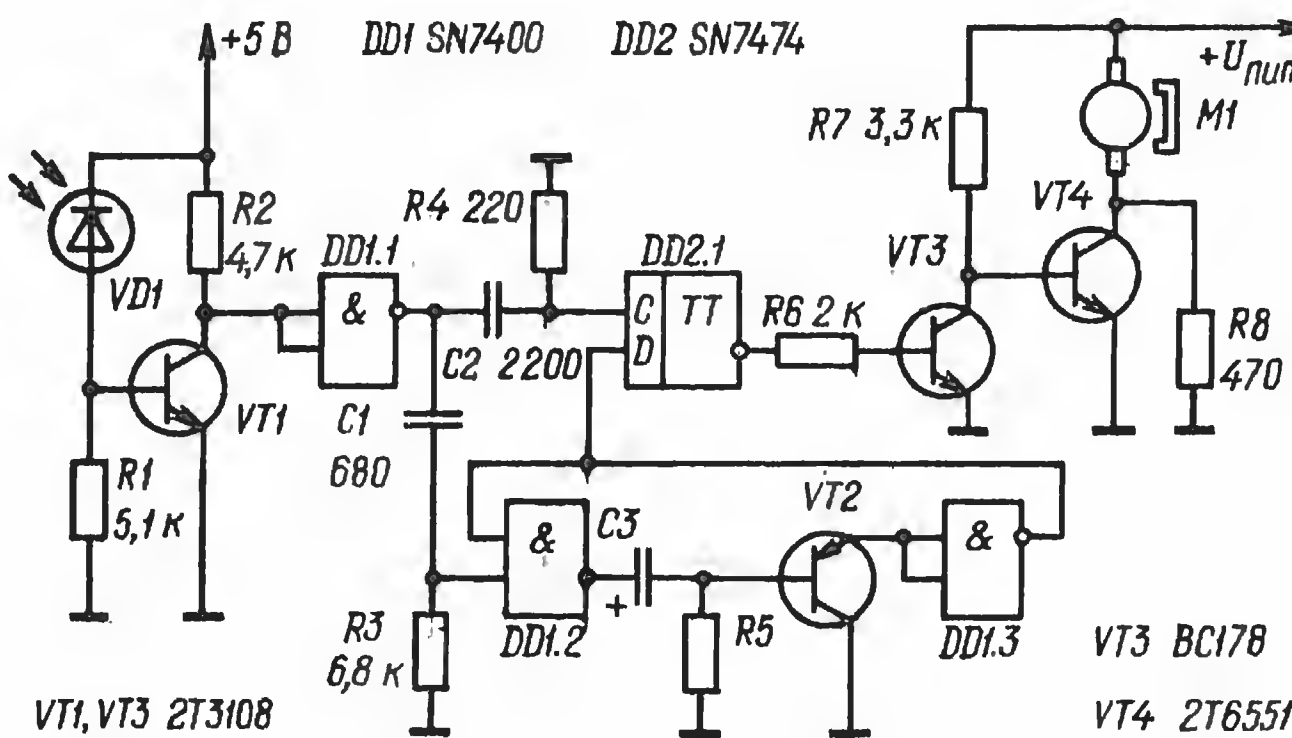 +5 В
DD1 SN7400
DD2 SN7474
+Uпит
R7 3,3 к
M1
R2
4,7 к
R4 220
DD1.1
DD2.1
VT4
VT3
VD1
&
C
TT
D
R6 2 к
R8
470
C2 2200
VT1
C1
680
R1
5,1 к
VT2
&
C3
&
+
R3
6,8 к
DD1.2
R5
DD1.3
VT3 BC178
VT1, VT3 2T3108
VT4 2T6551